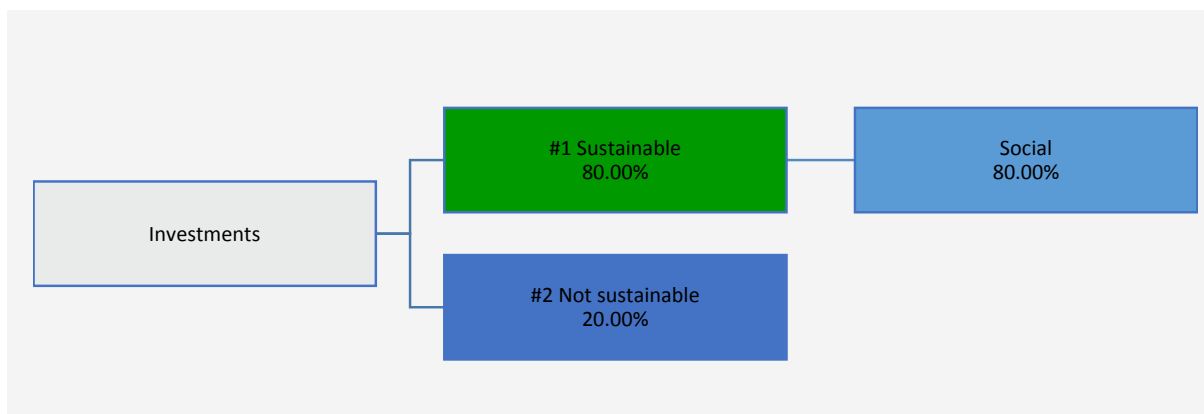 #1 Sustainable
80.00%
Social
80.00%
Investments
#2 Not sustainable
20.00%